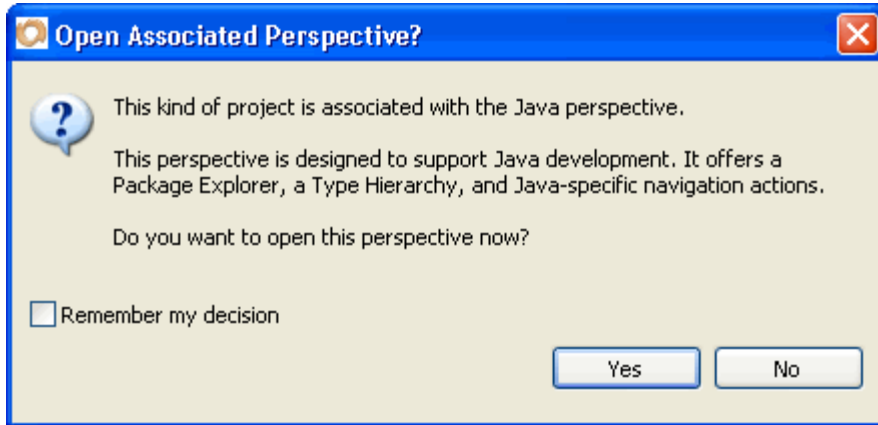 Open Associated Perspective?
This kind of project is associated with the Java perspective.
This perspective is designed to support Java development. It offers a
Package Explorer, a Type Hierarchy, and Java-specific navigation actions.
Do you want to open this perspective now?
Remember my decision
Yes
No